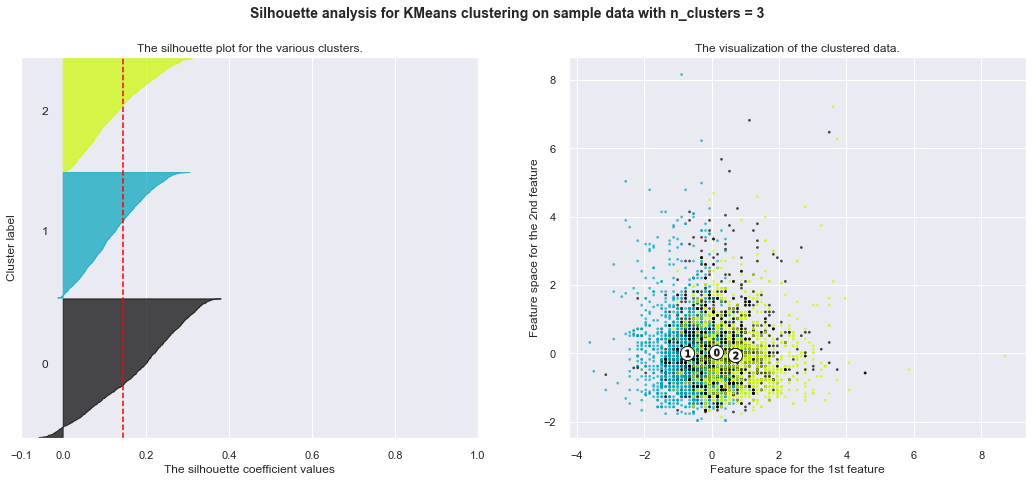 Silhouette analysis for KMeans clustering on sample data with n_clusters = 3
The silhouette plot for the various clusters.
2
1
0
Cluster label
−0.1 0.0 0.2 0.4 0.6 0.8 1.0
The silhouette coefficient values
The visualization of the clustered data.
8
6
4
2
0
−2
Feature space for the 2nd feature
1 0 2
−4 −2 0 2 4 6 8
Feature space for the 1st feature